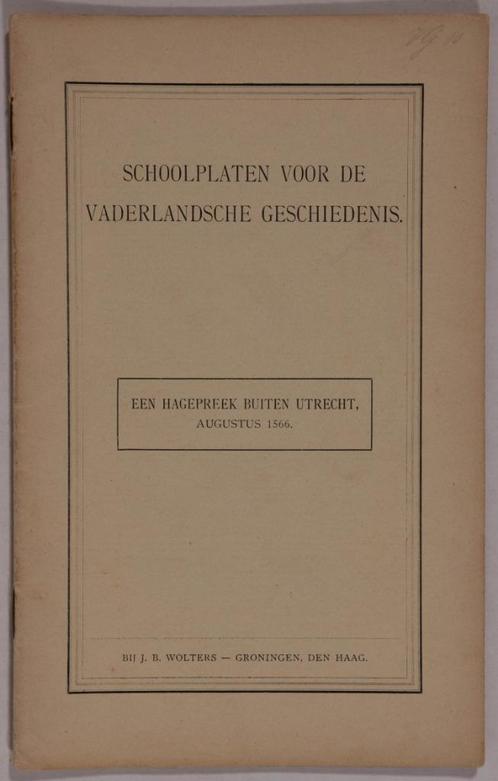 SCHOOLPLATEN VOOR DE
VADERLANDSCHE GESCHIEDENIS.
EEN HAGEPREEK BUITEN UTRECHT,
AUGUSTUS 1566.
BIJ J. B. WOLTERS — GRONINGEN, DEN HAAG.